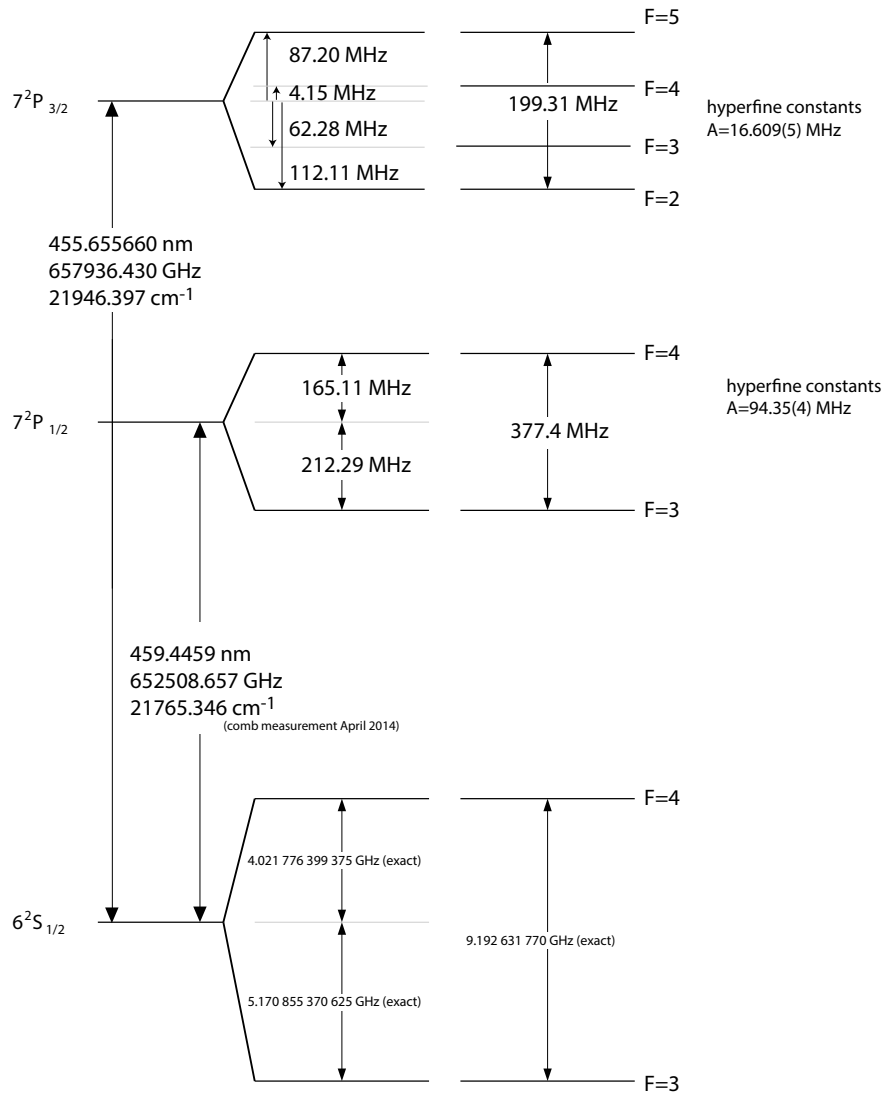 F=5
87.20 MHz
4.15 MHz
F=4
7²P 3/2
199.31 MHz
hyperfine constants
A=16.609(5) MHz
62.28 MHz
F=3
112.11 MHz
F=2
455.655660 nm
657936.430 GHz
21946.397 cm⁻¹
F=4
165.11 MHz
hyperfine constants
A=94.35(4) MHz
7²P 1/2
377.4 MHz
212.29 MHz
F=3
459.4459 nm
652508.657 GHz
21765.346 cm⁻¹
(comb measurement April 2014)
F=4
4.021 776 399 375 GHz (exact)
6²S 1/2
9.192 631 770 GHz (exact)
5.170 855 370 625 GHz (exact)
F=3